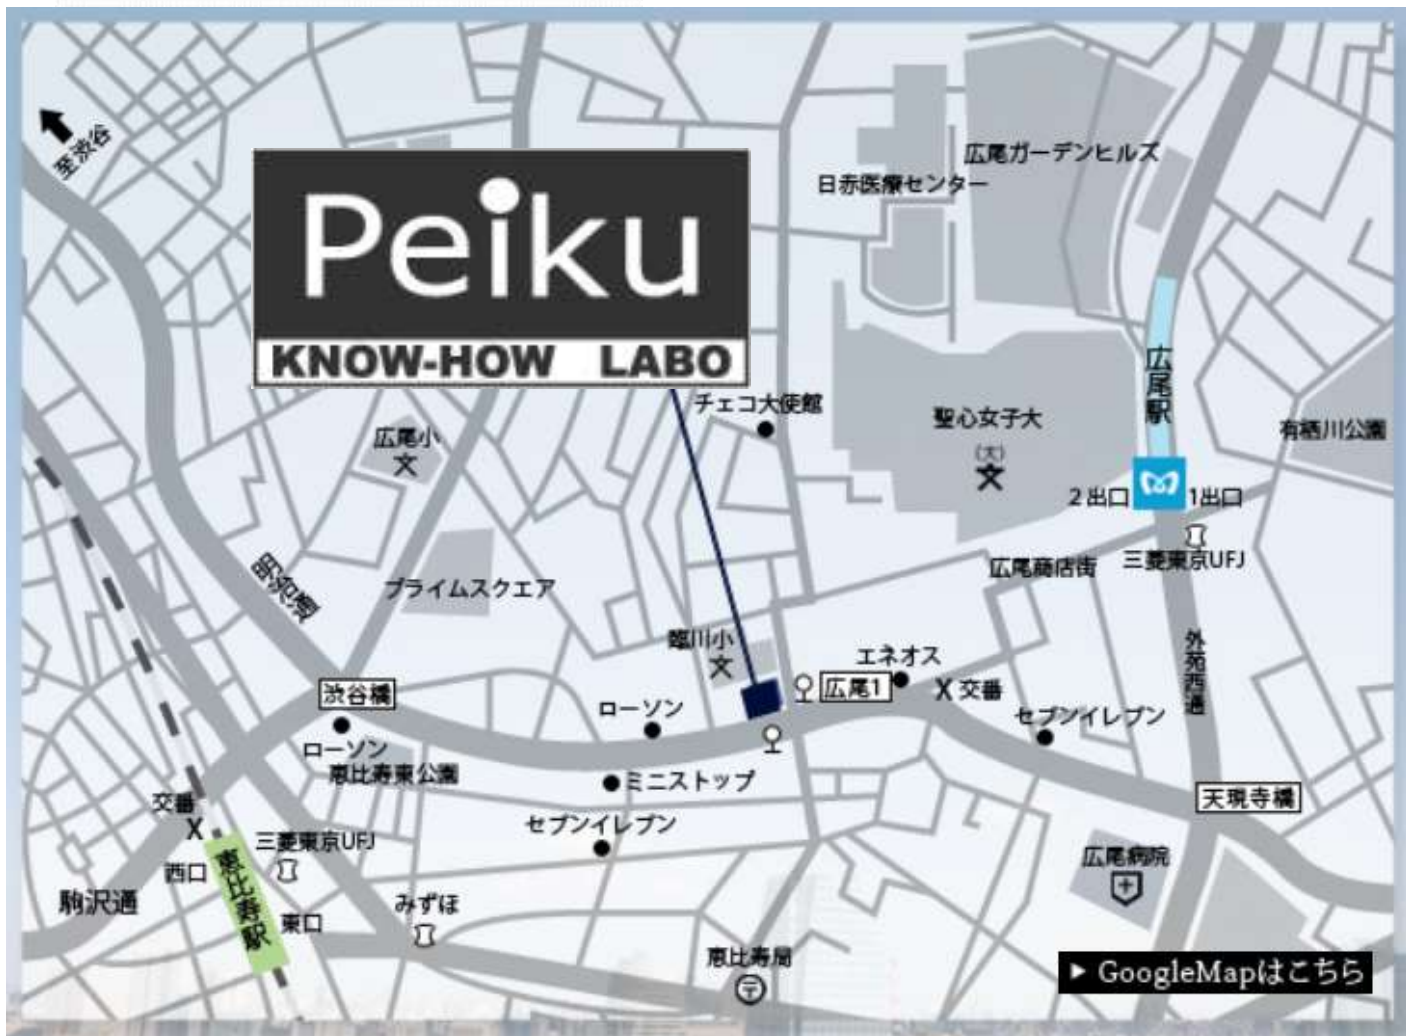 至渋谷
広尾ガーデンヒルズ
日赤医療センター
Peiku
KNOW-HOW LABO
チェコ大使館
広尾駅
広尾小
文
聖心女子大
(大)
文
有栖川公園
2出口
1出口
三菱東京UFJ
広尾商店街
明治通
プライムスクエア
臨川小
文
エネオス
広尾1
X 交番
外苑西通
渋谷橋
ローソン
セブンイレブン
ローソン
恵比寿東公園
ミニストップ
天現寺橋
交番
X
セブンイレブン
三菱東京UFJ
西口
恵比寿駅
広尾病院
駒沢通
東口
みずほ
恵比寿局
〒
▶ GoogleMapはこちら